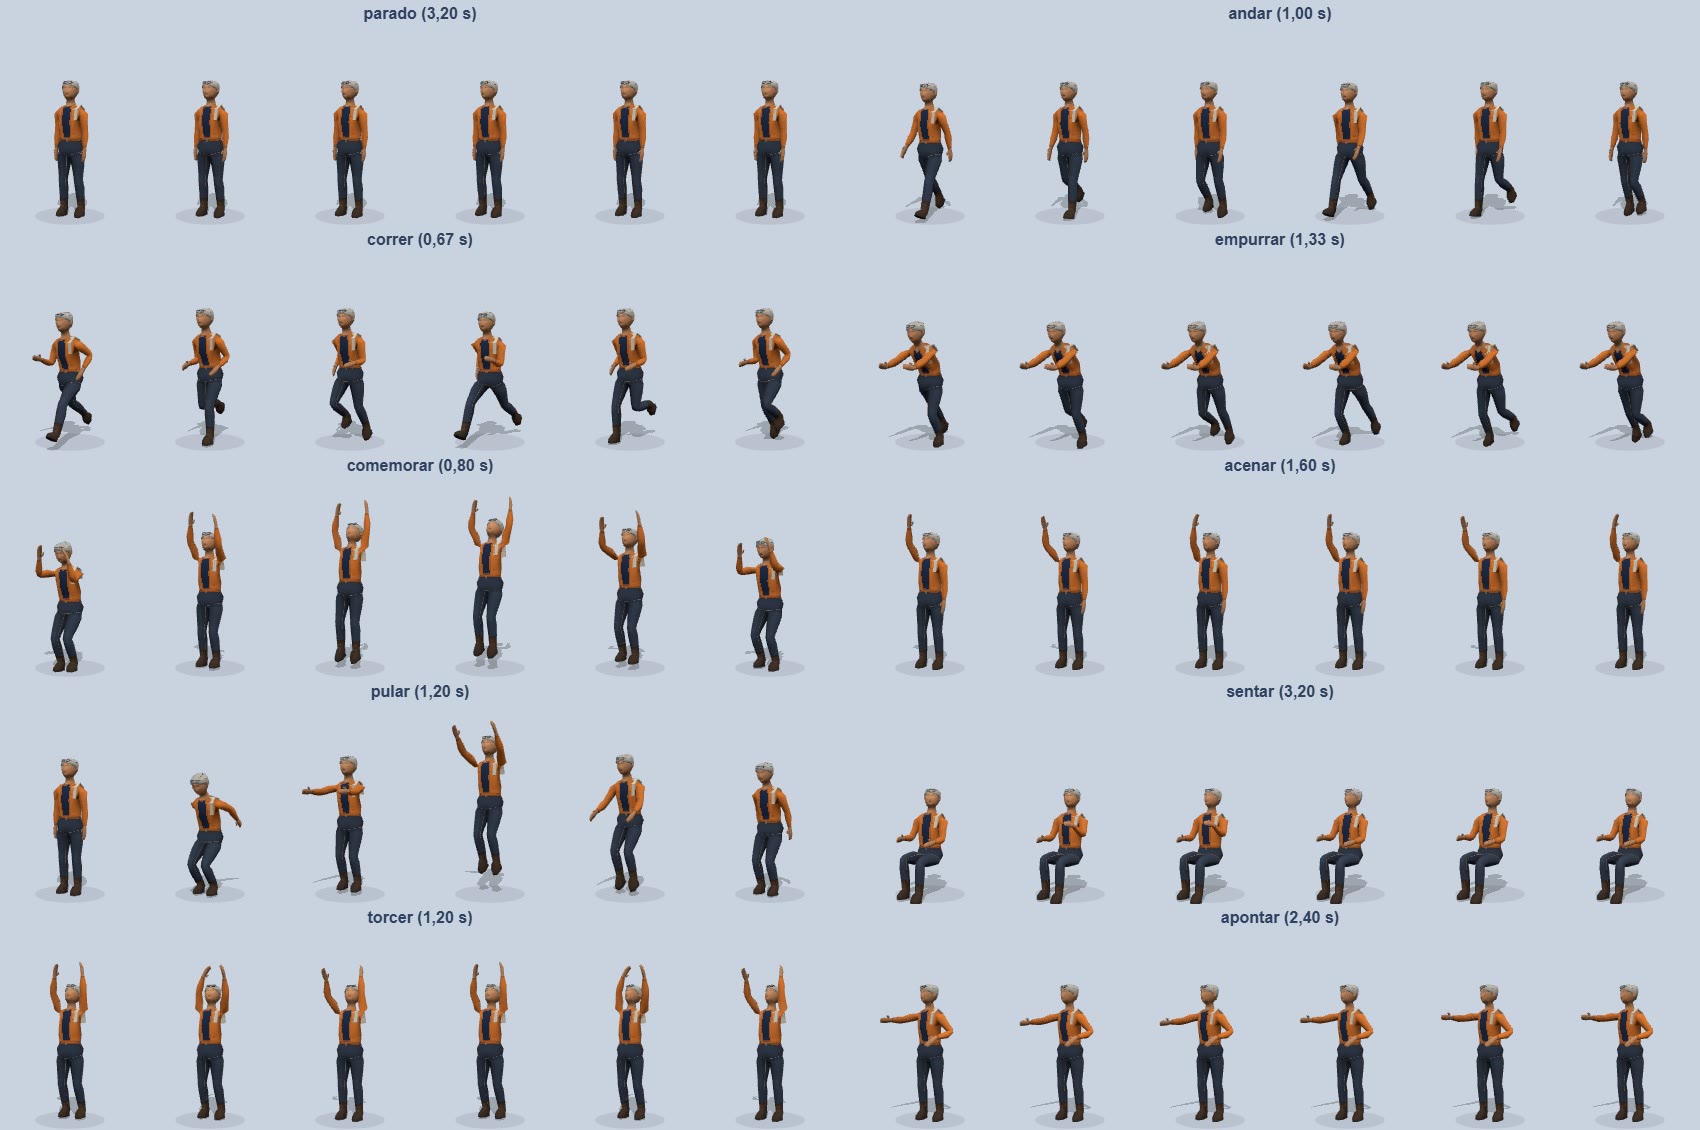 parado (3,20 s)
andar (1,00 s)
correr (0,67 s)
empurrar (1,33 s)
comemorar (0,80 s)
acenar (1,60 s)
pular (1,20 s)
sentar (3,20 s)
torcer (1,20 s)
apontar (2,40 s)